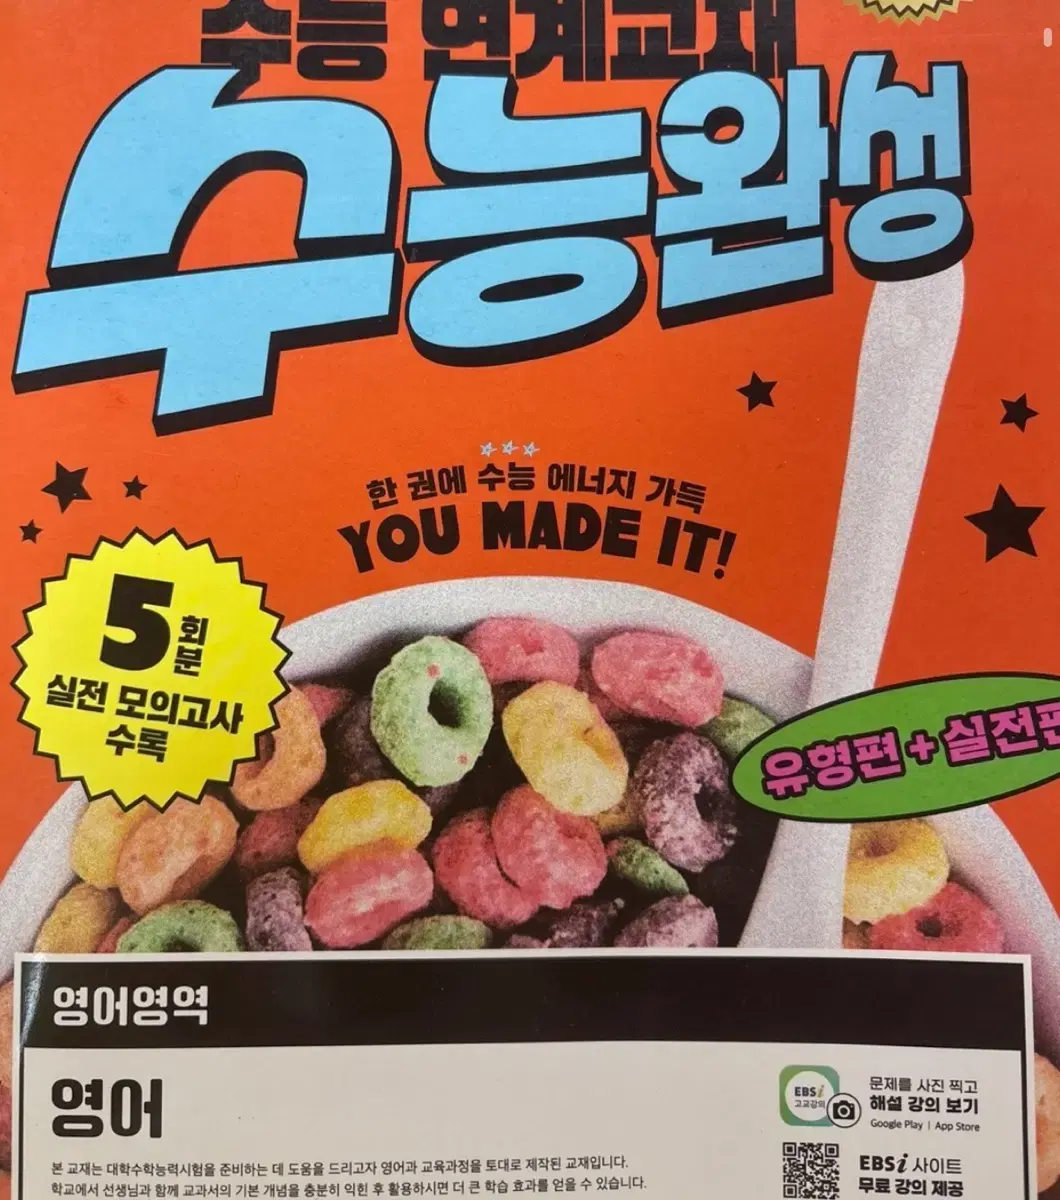 수능 연계교재
수능완성
한 권에 수능 에너지 가득
YOU MADE IT!
5회분
실전 모의고사
수록
유형편 + 실전편
영어영역
영어
EBSi
고교강의
문제를 사진 찍고
해설 강의 보기
Google Play | App Store
EBSi 사이트
무료 강의 제공
본 교재는 대학수학능력시험을 준비하는 데 도움을 드리고자 영어과 교육과정을 토대로 제작된 교재입니다.
학교에서 선생님과 함께 교과서의 기본 개념을 충분히 익힌 후 활용하시면 더 큰 학습 효과를 얻을 수 있습니다.